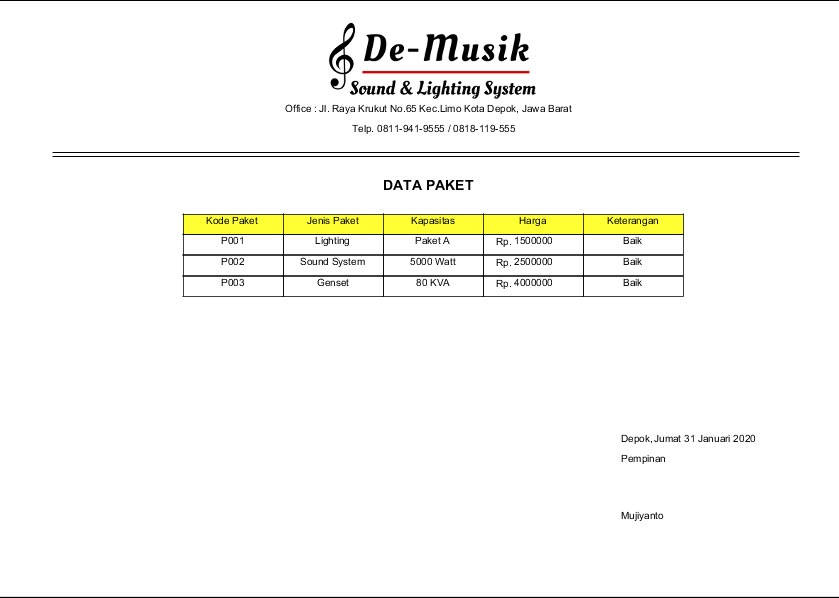 De-Musik
Sound & Lighting System
Office : Jl. Raya Krukut No.65 Kec.Limo Kota Depok, Jawa Barat
Telp. 0811-941-9555 / 0818-119-555
DATA PAKET
Kode Paket Jenis Paket Kapasitas Harga Keterangan
P001 Lighting Paket A Rp. 1500000 Baik
P002 Sound System 5000 Watt Rp. 2500000 Baik
P003 Genset 80 KVA Rp. 4000000 Baik
Depok,Jumat 31 Januari 2020
Pempinan
Mujiyanto